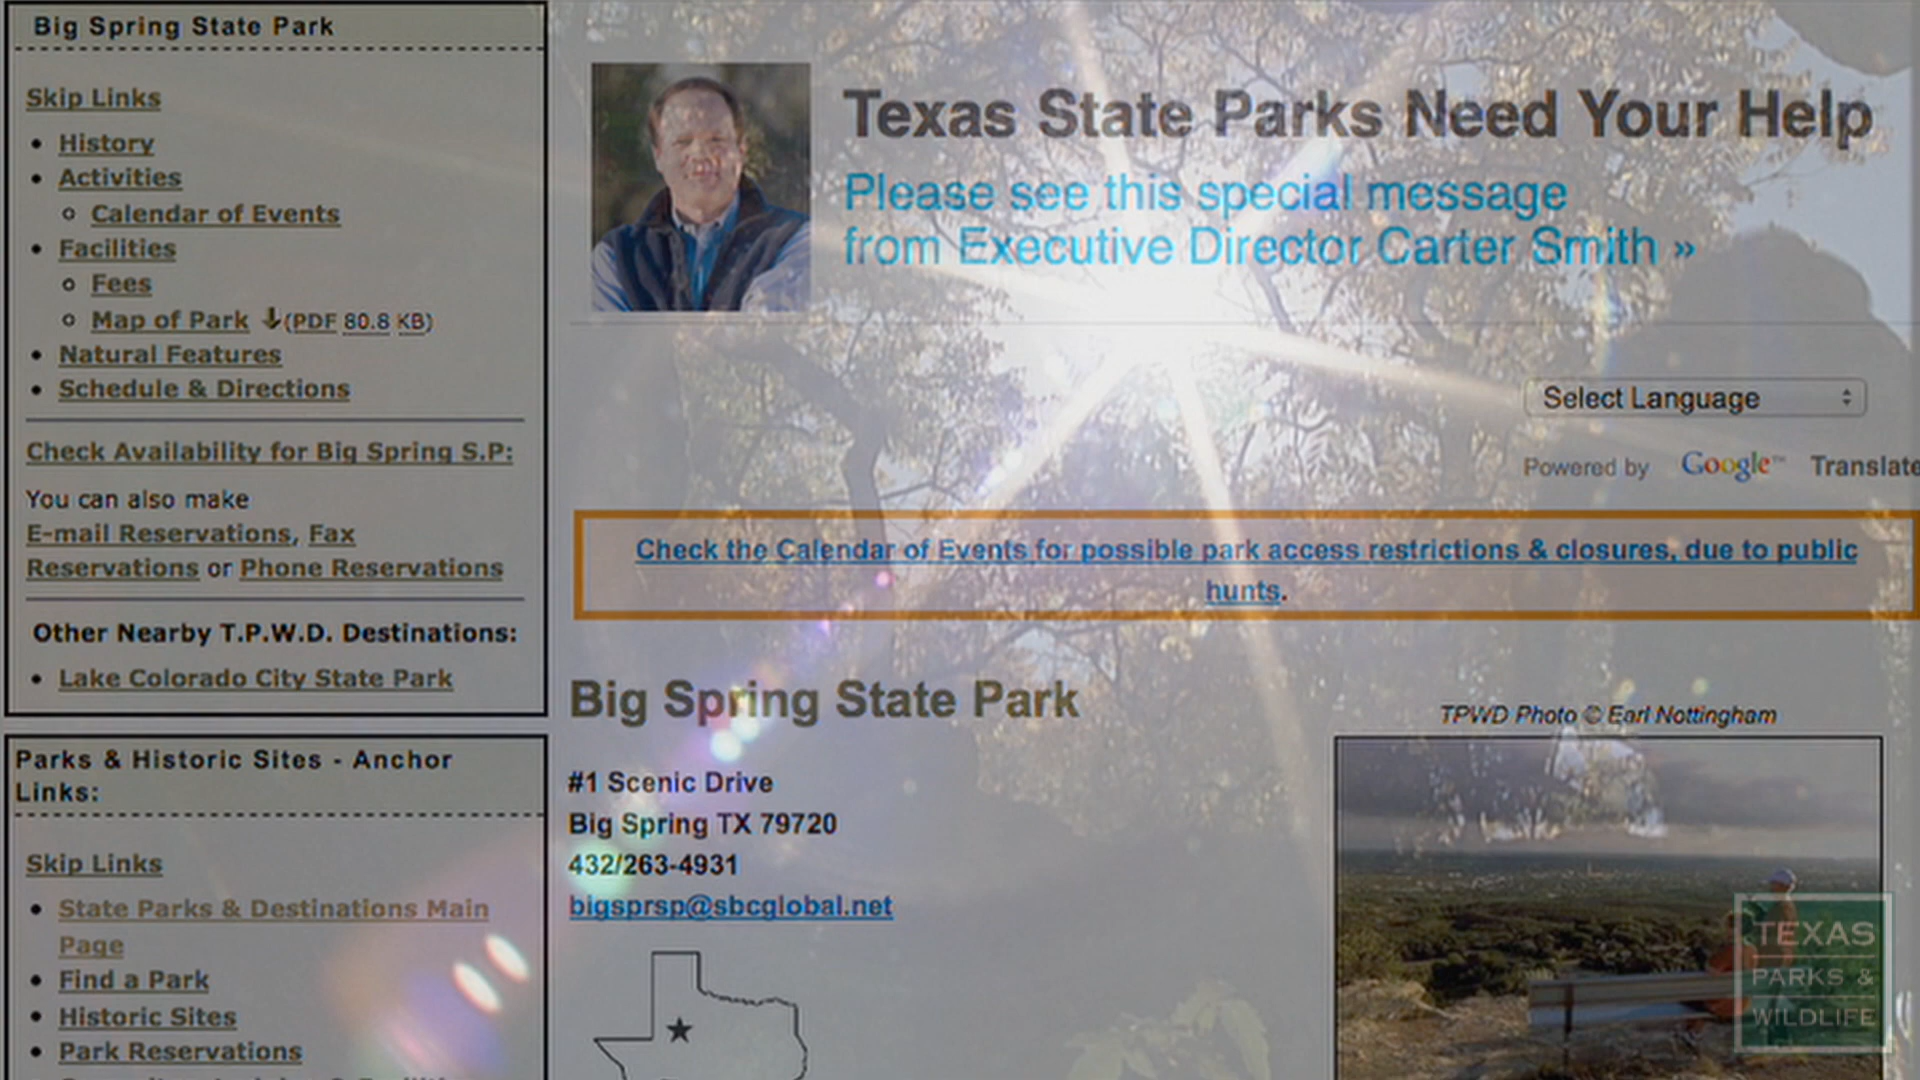 Big Spring State Park
Skip Links
History
Activities
Calendar of Events
Facilities
Fees
Map of Park (PDF 80.8 KB)
Natural Features
Schedule & Directions
Check Availability for Big Spring S.P:
You can also make
E-mail Reservations, Fax
Reservations or Phone Reservations
Other Nearby T.P.W.D. Destinations:
Lake Colorado City State Park
Parks & Historic Sites - Anchor
Links:
Skip Links
State Parks & Destinations Main
Page
Find a Park
Historic Sites
Park Reservations
Texas State Parks Need Your Help
Please see this special message
from Executive Director Carter Smith »
Select Language
Powered by Google™ Translate
Check the Calendar of Events for possible park access restrictions & closures, due to public
hunts.
Big Spring State Park
#1 Scenic Drive
Big Spring TX 79720
432/263-4931
bigsprsp@sbcglobal.net
TPWD Photo © Earl Nottingham
TEXAS
PARKS &
WILDLIFE